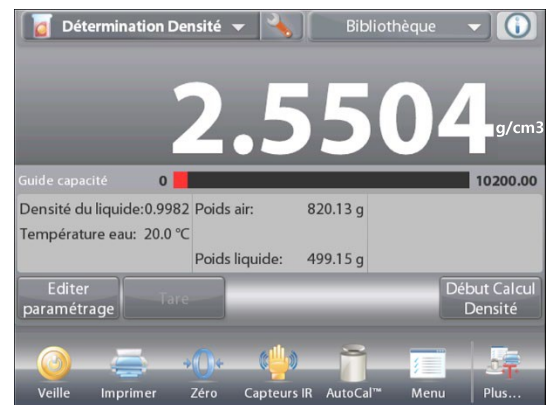 Détermination Densité Bibliothèque
2.5504 g/cm3
Guide capacité 0 10200.00
Densité du liquide:0.9982 Poids air: 820.13 g
Température eau: 20.0 °C
Poids liquide: 499.15 g
Editer paramétrage Tare Début Calcul Densité
Veille Imprimer Zéro Capteurs IR AutoCal™ Menu Plus...